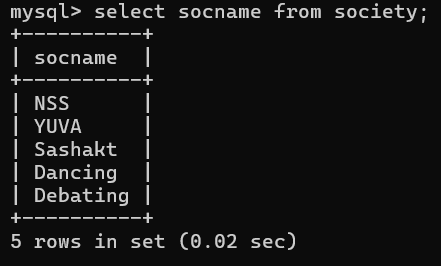 mysql> select socname from society;
+----------+
| socname  |
+----------+
| NSS      |
| YUVA     |
| Sashakt  |
| Dancing  |
| Debating |
+----------+
5 rows in set (0.02 sec)